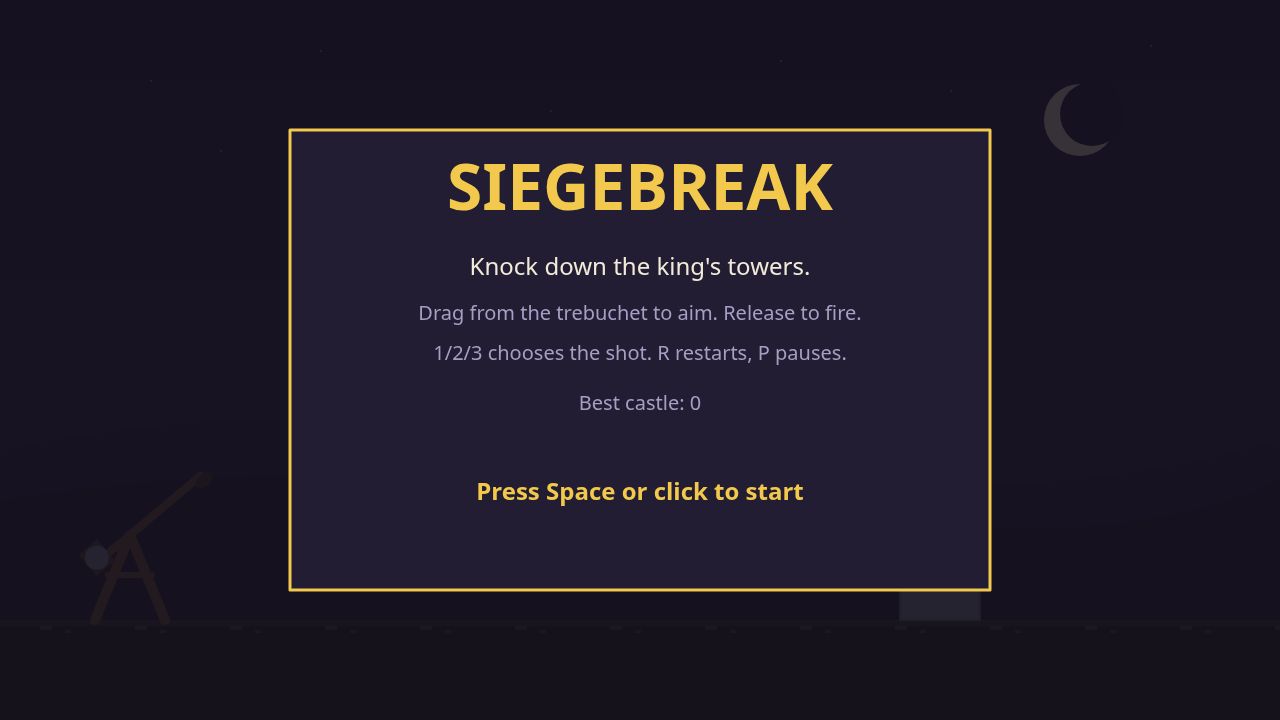 SIEGEBREAK
Knock down the king's towers.
Drag from the trebuchet to aim. Release to fire.
1/2/3 chooses the shot. R restarts, P pauses.
Best castle: 0
Press Space or click to start